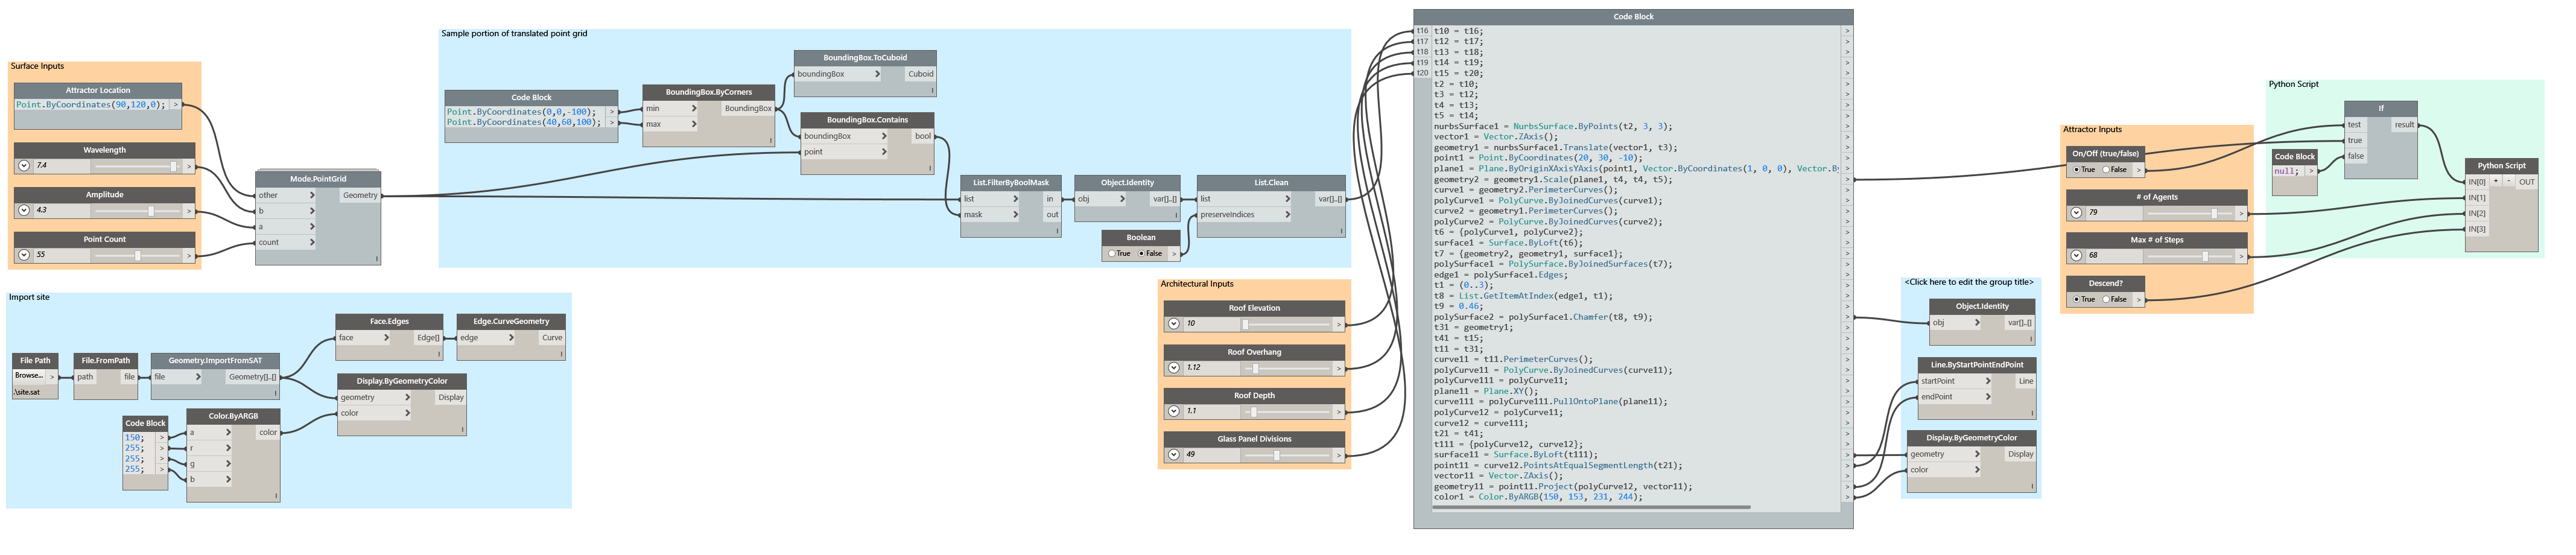 Surface Inputs
Attractor Location
Point.ByCoordinates(90,120,0); >
Wavelength
7.4 >
Amplitude
4.3 >
Point Count
55 >
Mode.PointGrid
other > Geometry
b >
a >
count >
Sample portion of translated point grid
Code Block
Point.ByCoordinates(0,0,-100); >
Point.ByCoordinates(40,60,100); >
BoundingBox.ByCorners
min > BoundingBox
max >
BoundingBox.ToCuboid
boundingBox > Cuboid
BoundingBox.Contains
boundingBox > bool
point >
List.FilterByBoolMask
list > in
mask > out
Object.Identity
obj > var[]..[]
Boolean
True False >
List.Clean
list > var[]..[]
preserveIndices >
Import site
File Path
Browse... >
.\site.sat
File.FromPath
path file
Geometry.ImportFromSAT
file > Geometry[]..[]
Face.Edges
face > Edge[]
Edge.CurveGeometry
edge > Curve
Display.ByGeometryColor
geometry > Display
color >
Code Block
150; >
255; >
255; >
255; >
Color.ByARGB
a > color
r >
g >
b >
Architectural Inputs
Roof Elevation
10 >
Roof Overhang
1.12 >
Roof Depth
1.1 >
Glass Panel Divisions
49 >
Code Block
t16 t10 = t16; >
t17 t12 = t17; >
t18 t13 = t18; >
t19 t14 = t19; >
t20 t15 = t20; >
t2 = t10; >
t3 = t12; >
t4 = t13; >
t5 = t14; >
nurbsSurface1 = NurbsSurface.ByPoints(t2, 3, 3); >
vector1 = Vector.ZAxis(); >
geometry1 = nurbsSurface1.Translate(vector1, t3); >
point1 = Point.ByCoordinates(20, 30, -10); >
plane1 = Plane.ByOriginXAxisYAxis(point1, Vector.ByCoordinates(1, 0, 0), Vector.By >
geometry2 = geometry1.Scale(plane1, t4, t4, t5); >
curve1 = geometry2.PerimeterCurves(); >
polyCurve1 = PolyCurve.ByJoinedCurves(curve1); >
curve2 = geometry1.PerimeterCurves(); >
polyCurve2 = PolyCurve.ByJoinedCurves(curve2); >
t6 = {polyCurve1, polyCurve2}; >
surface1 = Surface.ByLoft(t6); >
t7 = {geometry2, geometry1, surface1}; >
polySurface1 = PolySurface.ByJoinedSurfaces(t7); >
edge1 = polySurface1.Edges; >
t1 = (0..3); >
t8 = List.GetItemAtIndex(edge1, t1); >
t9 = 0.46; >
polySurface2 = polySurface1.Chamfer(t8, t9); >
t31 = geometry1; >
t41 = t15; >
t11 = t31; >
curve11 = t11.PerimeterCurves(); >
polyCurve11 = PolyCurve.ByJoinedCurves(curve11); >
polyCurve111 = polyCurve11; >
plane11 = Plane.XY(); >
curve111 = polyCurve111.PullOntoPlane(plane11); >
polyCurve12 = polyCurve11; >
curve12 = curve111; >
t21 = t41; >
t111 = {polyCurve12, curve12}; >
surface11 = Surface.ByLoft(t111); >
point11 = curve12.PointsAtEqualSegmentLength(t21); >
vector11 = Vector.ZAxis(); >
geometry11 = point11.Project(polyCurve12, vector11); >
color1 = Color.ByARGB(150, 153, 231, 244); >
<Click here to edit the group title>
Object.Identity
obj > var[]..[]
Line.ByStartPointEndPoint
startPoint > Line
endPoint >
Display.ByGeometryColor
geometry > Display
color >
Attractor Inputs
On/Off (true/false)
True False >
# of Agents
79 >
Max # of Steps
68 >
Descend?
True False >
Python Script
If
test > result
true >
false >
Code Block
null; >
Python Script
IN[0] + - OUT
IN[1]
IN[2]
IN[3]